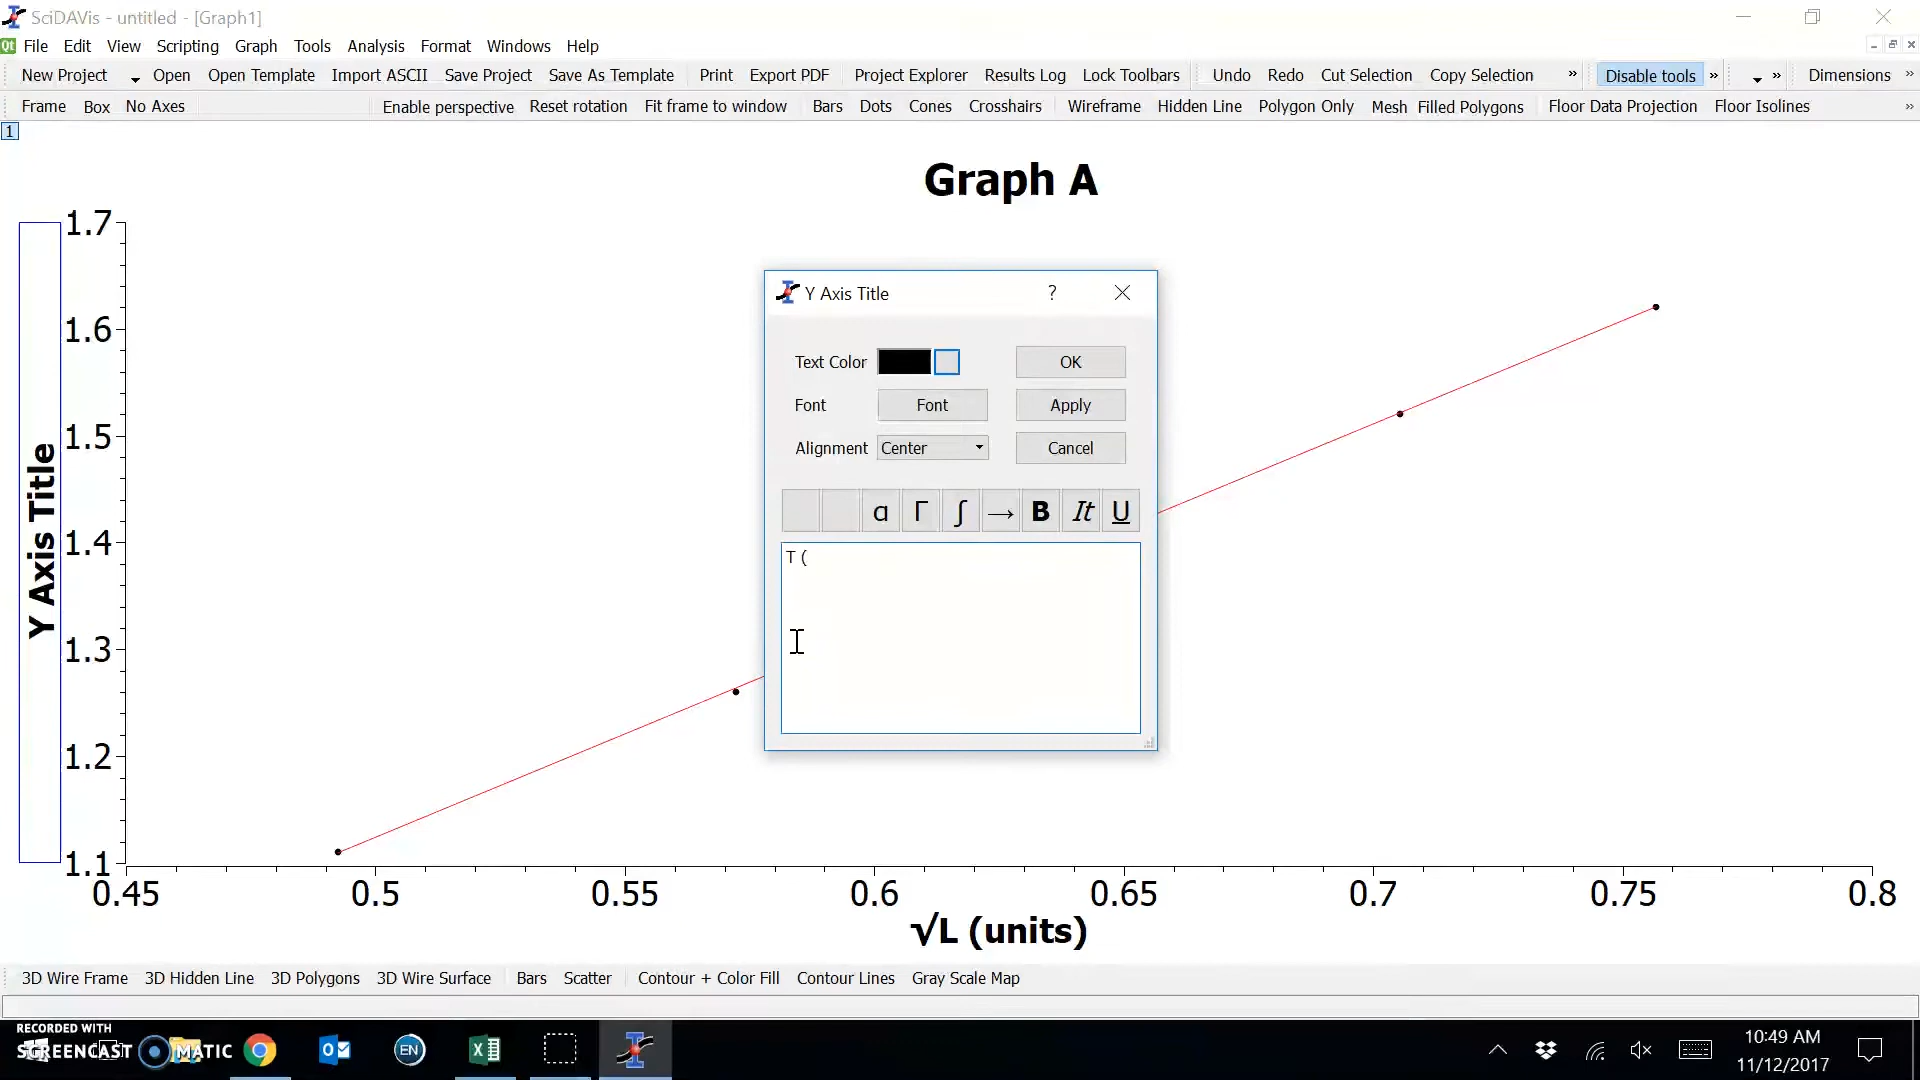 SciDAVis - untitled - [Graph1]
File Edit View Scripting Graph Tools Analysis Format Windows Help
New Project Open Open Template Import ASCII Save Project Save As Template Print Export PDF Project Explorer Results Log Lock Toolbars Undo Redo Cut Selection Copy Selection » Disable tools » » Dimensions »
Frame Box No Axes Enable perspective Reset rotation Fit frame to window Bars Dots Cones Crosshairs Wireframe Hidden Line Polygon Only Mesh Filled Polygons Floor Data Projection Floor Isolines »
1
Graph A
1.7
1.6
1.5
1.4
1.3
1.2
1.1
Y Axis Title
Y Axis Title ?
Text Color OK
Font Font Apply
Alignment Center Cancel
α Γ ∫ → B It U
T (
0.45 0.5 0.55 0.6 0.65 0.7 0.75 0.8
√L (units)
3D Wire Frame 3D Hidden Line 3D Polygons 3D Wire Surface Bars Scatter Contour + Color Fill Contour Lines Gray Scale Map
RECORDED WITH
SCREENCAST MATIC
EN
10:49 AM
11/12/2017